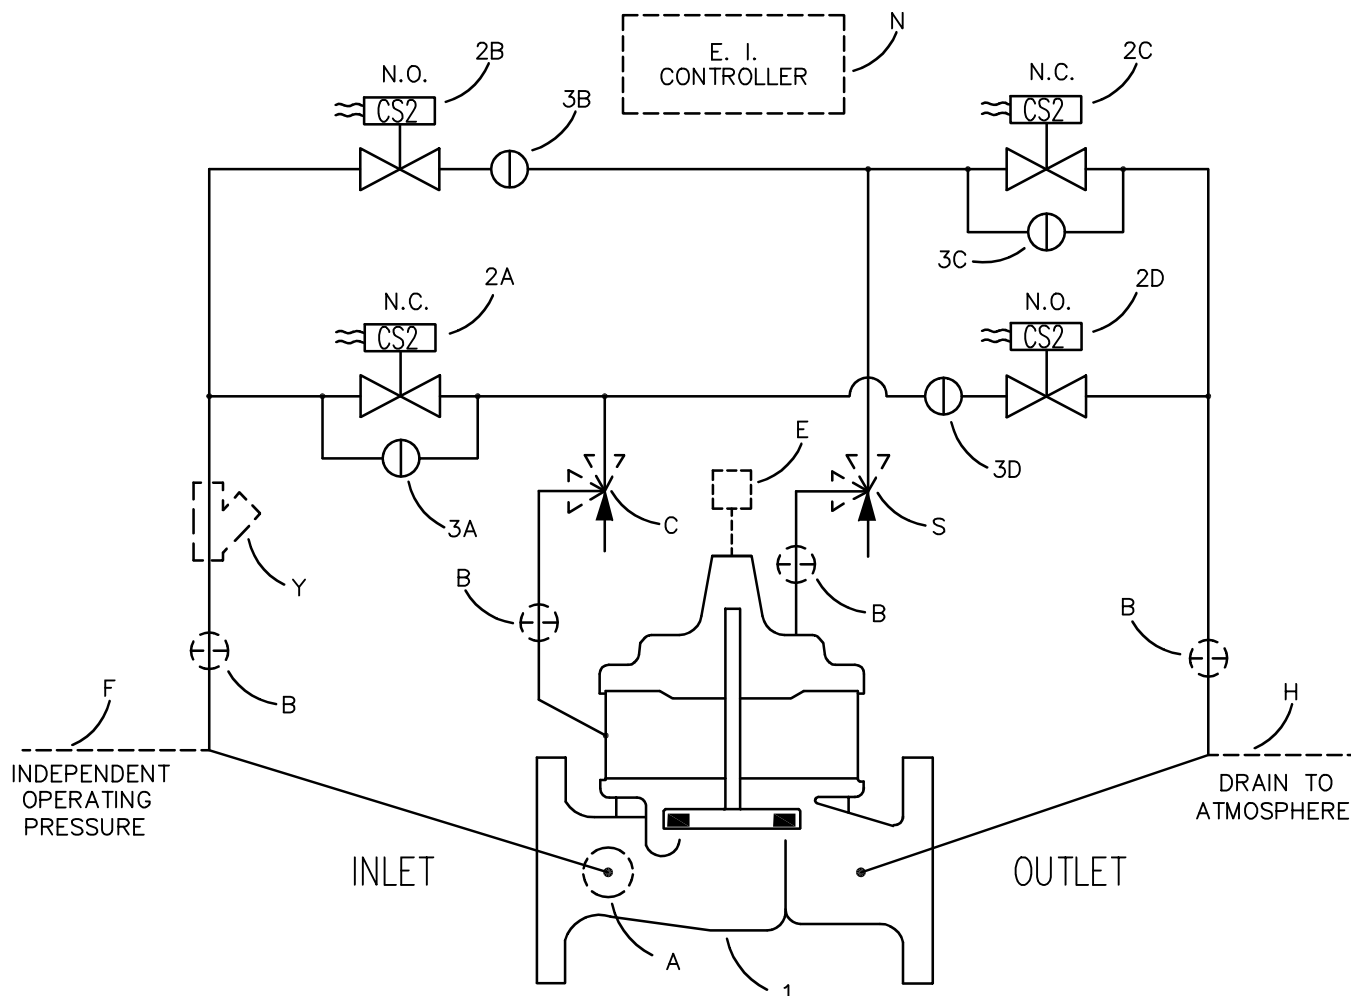 N
E. I.
CONTROLLER
2B
N.O.
CS2
3B
2C
N.C.
CS2
3C
2A
N.C.
CS2
2D
N.O.
CS2
3A
3D
E
C
S
Y
B
B
B
B
F
H
INDEPENDENT
OPERATING
PRESSURE
DRAIN TO
ATMOSPHERE
INLET
OUTLET
A
1